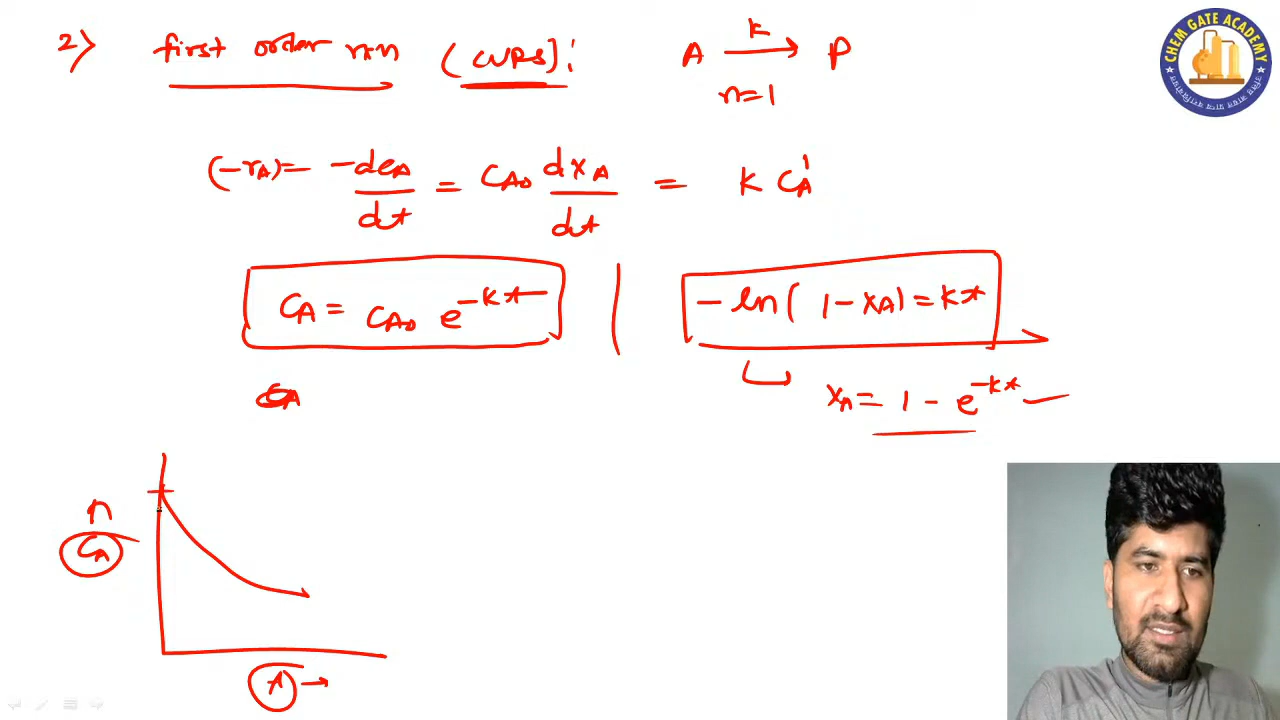 2) first order rxn (CVRS): A k→ P
n=1
(-rA) = -dCA/dt = CA0 dXA/dt = k CA¹
CA = CA0 e^-kt | -ln(1-XA) = kt
CA
XA = 1 - e^-kt
n
CA
t →
CHEM GATE ACADEMY